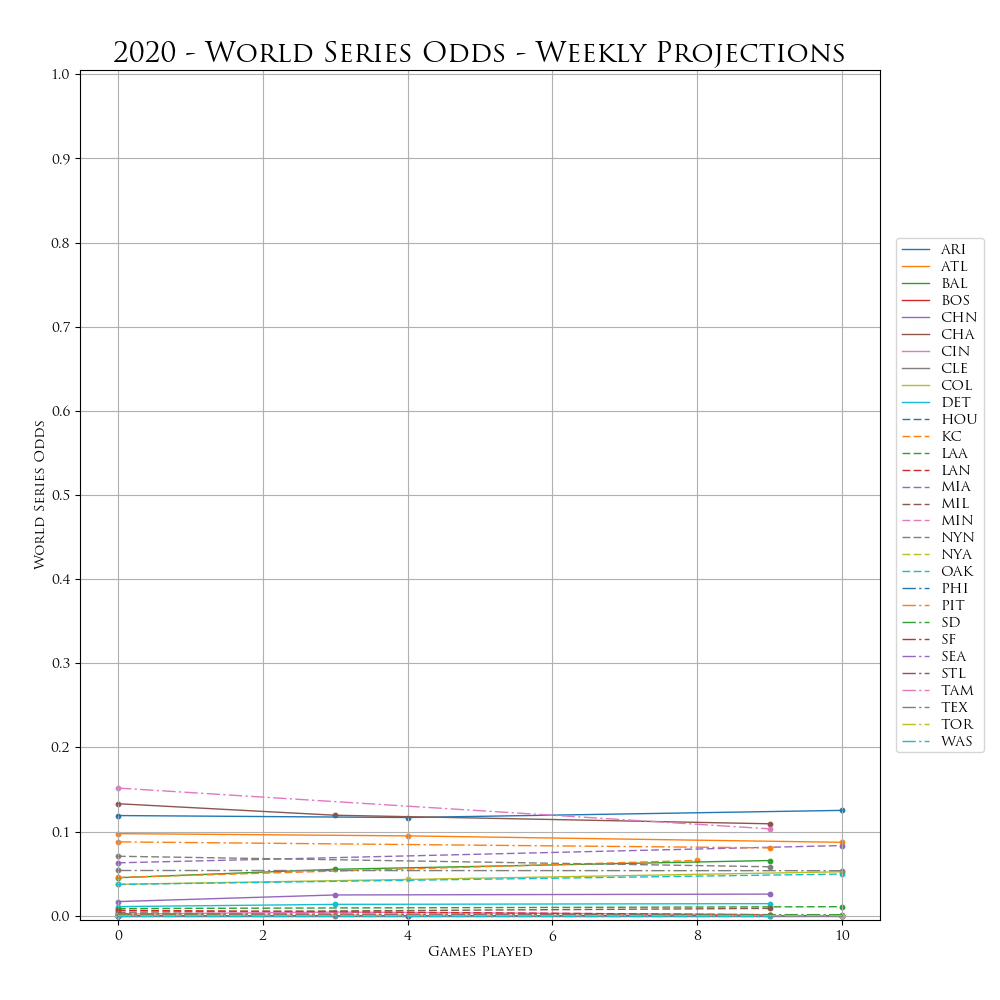 2020 - World Series Odds - Weekly Projections
1.0
0.9
0.8
0.7
0.6
0.5
0.4
0.3
0.2
0.1
0.0
World Series Odds
0 2 4 6 8 10
Games Played
ARI
ATL
BAL
BOS
CHN
CHA
CIN
CLE
COL
DET
HOU
KC
LAA
LAN
MIA
MIL
MIN
NYN
NYA
OAK
PHI
PIT
SD
SF
SEA
STL
TAM
TEX
TOR
WAS